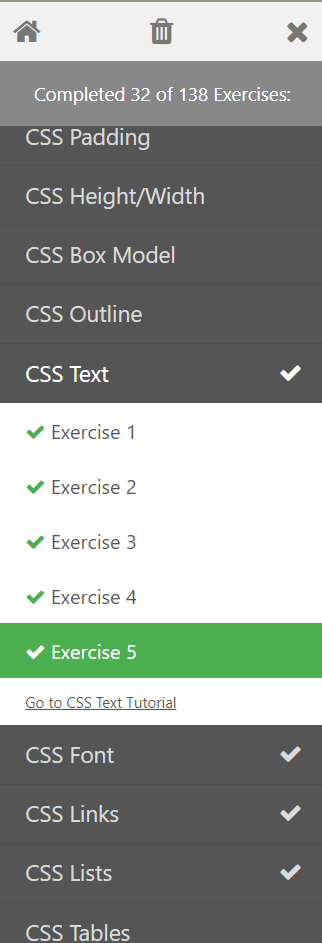 Completed 32 of 138 Exercises:
CSS Padding
CSS Height/Width
CSS Box Model
CSS Outline
CSS Text
Exercise 1
Exercise 2
Exercise 3
Exercise 4
Exercise 5
Go to CSS Text Tutorial
CSS Font
CSS Links
CSS Lists
CSS Tables